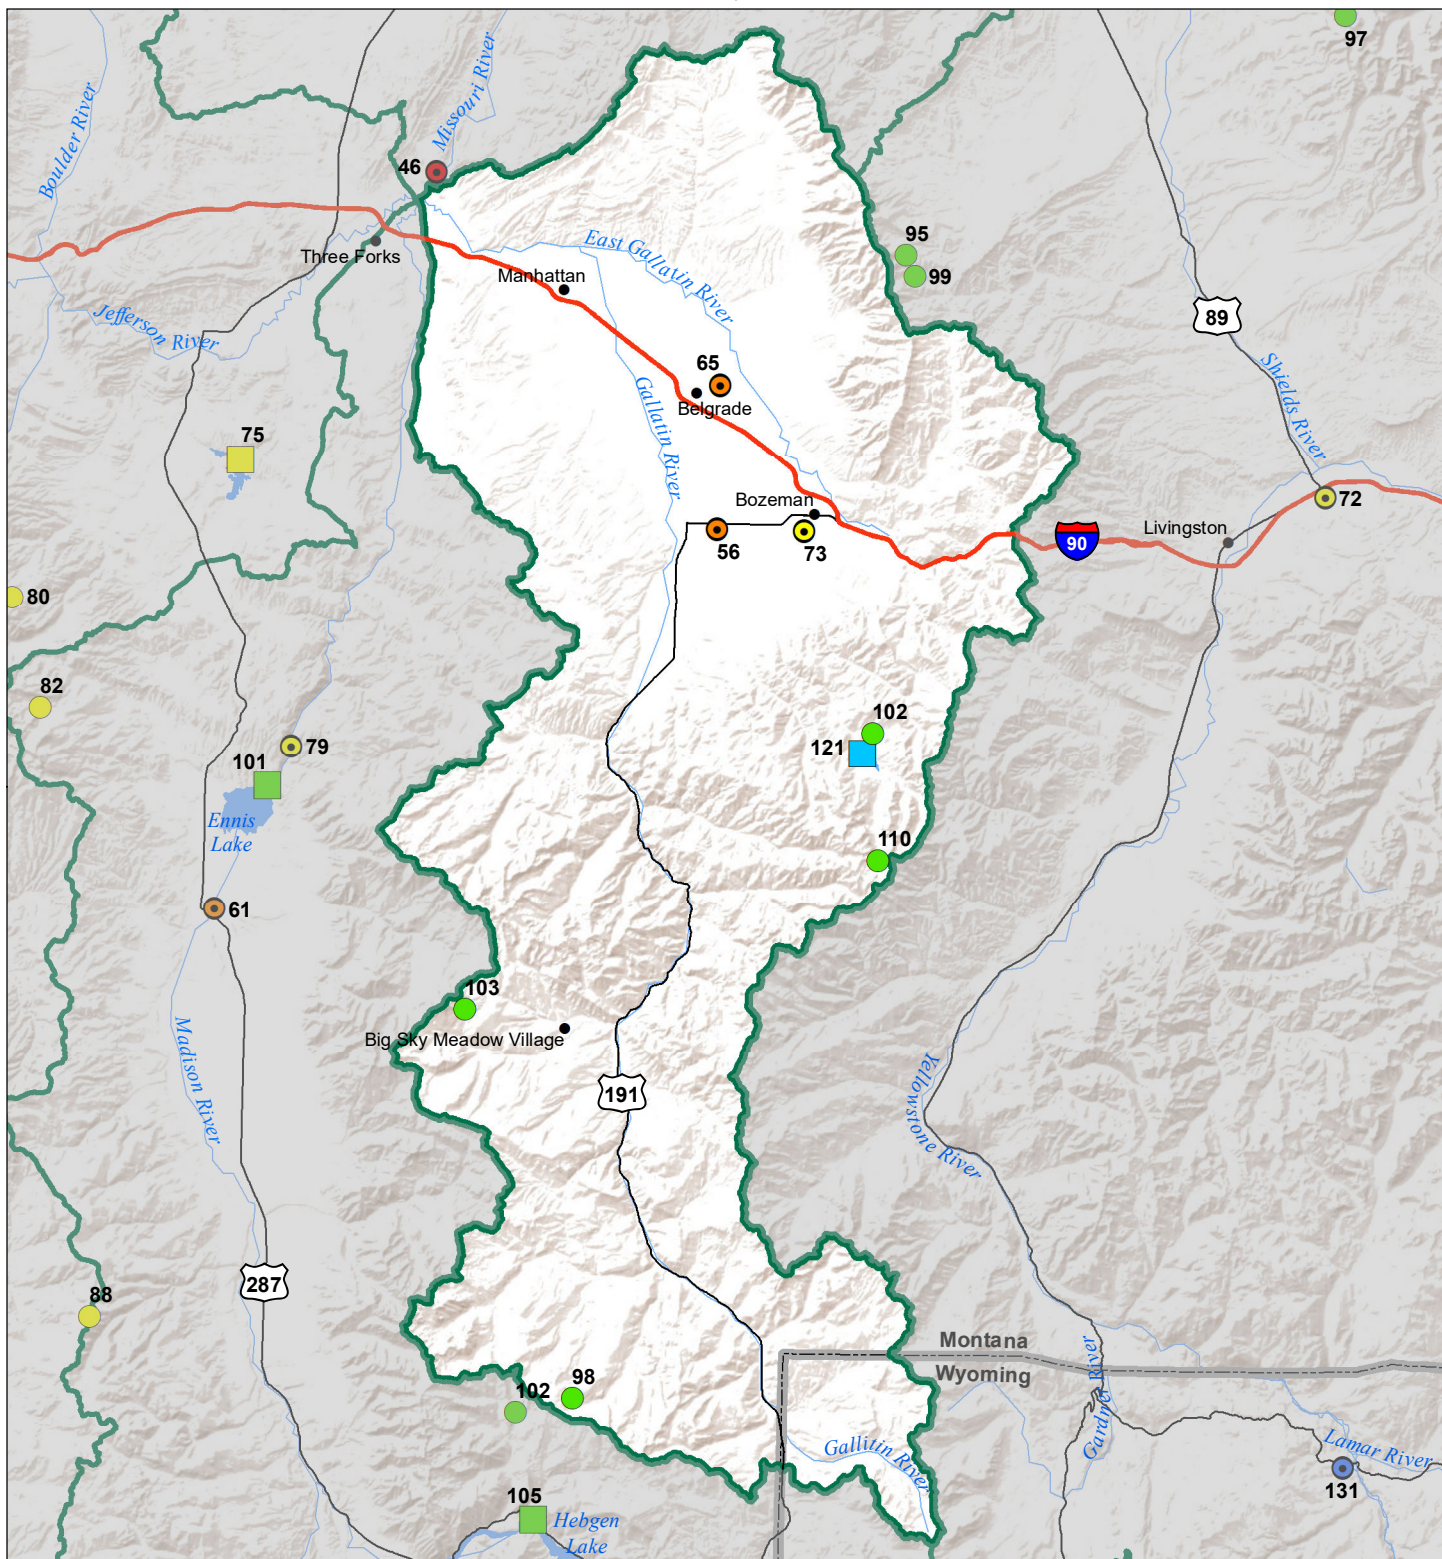 97
Missouri River
Boulder River
46
Three Forks
East Gallatin River
95
99
Manhattan
Jefferson River
89
Shields River
65
Belgrade
Gallatin River
75
Bozeman
56
73
90
Livingston
72
80
82
79
101
Ennis
Lake
102
121
110
61
103
Big Sky Meadow Village
Madison River
191
Yellowstone River
287
88
Montana
Wyoming
Gardner River
98
102
Gallitin River
Lamar River
131
105
Hebgen
Lake